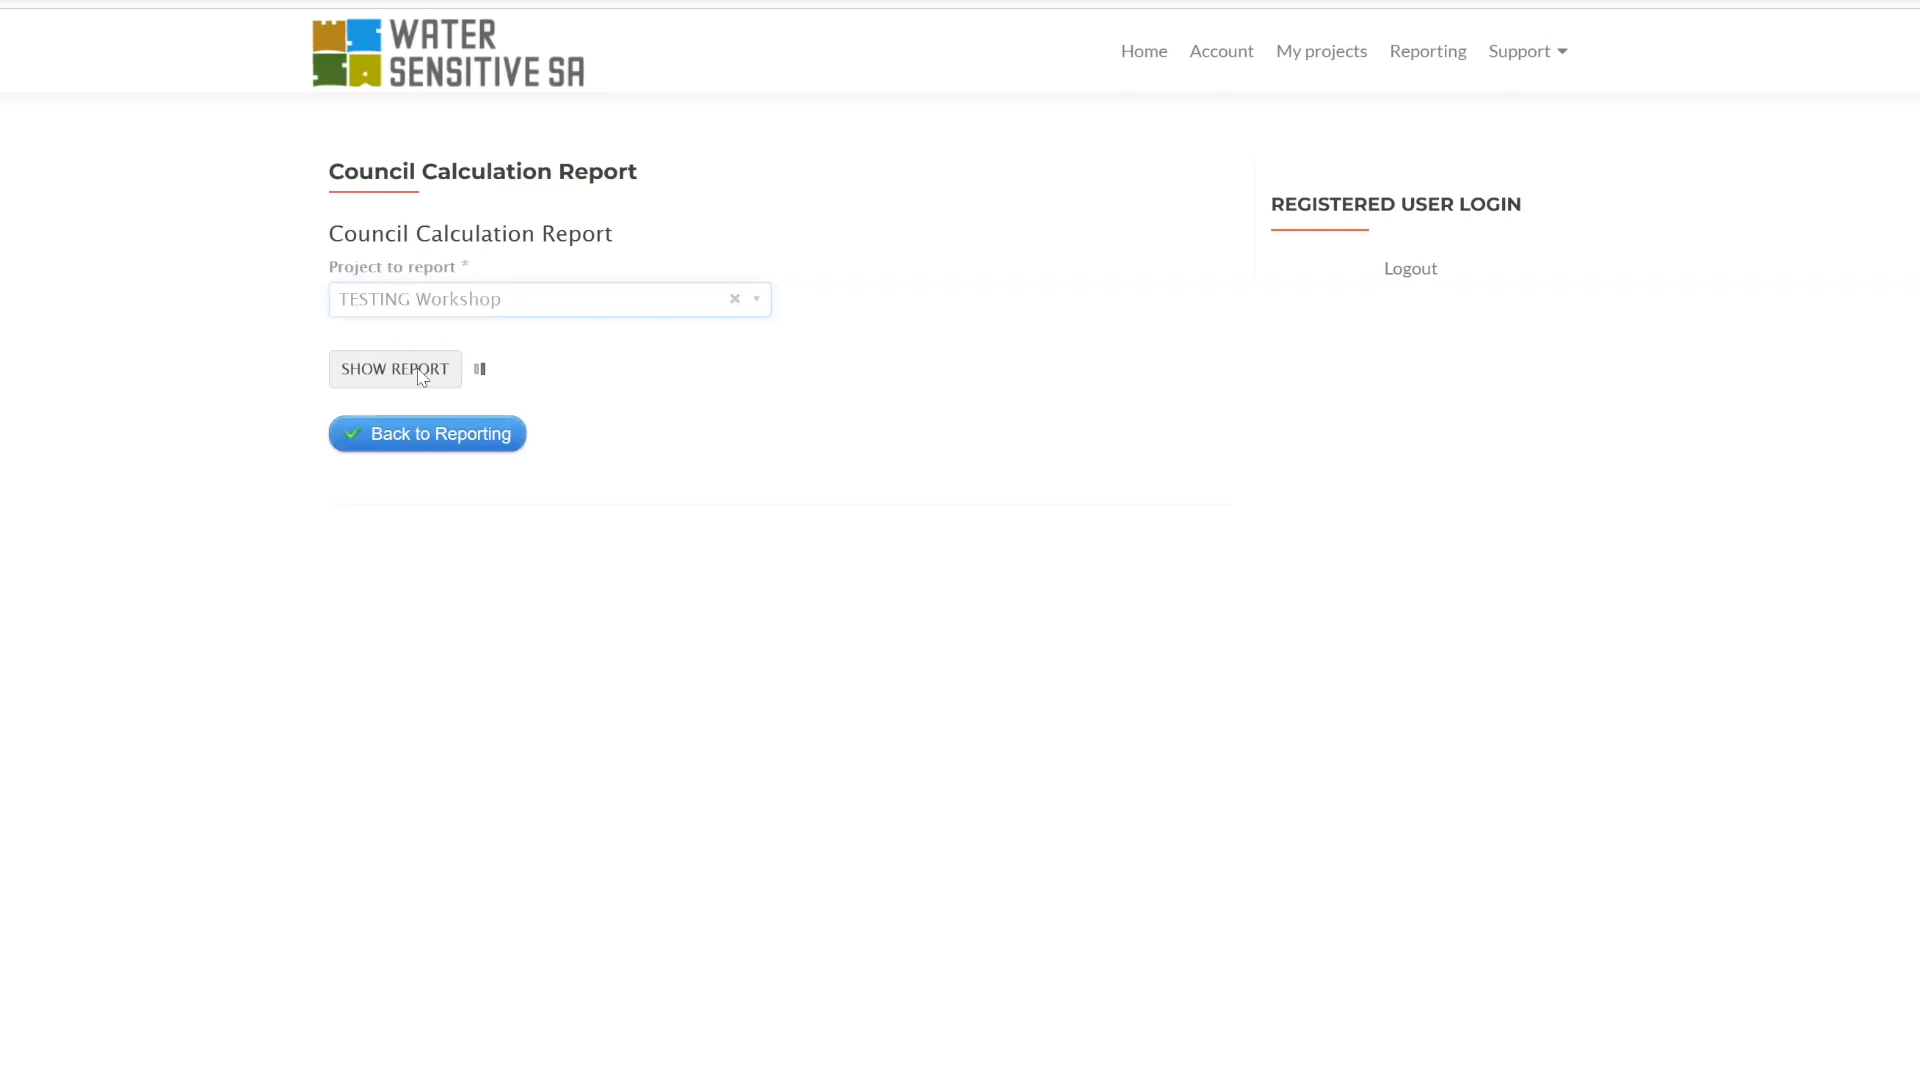 WATER
SENSITIVE SA
Home
Account
My projects
Reporting
Support
Council Calculation Report
Council Calculation Report
Project to report *
TESTING Workshop
SHOW REPORT
Back to Reporting
REGISTERED USER LOGIN
Logout